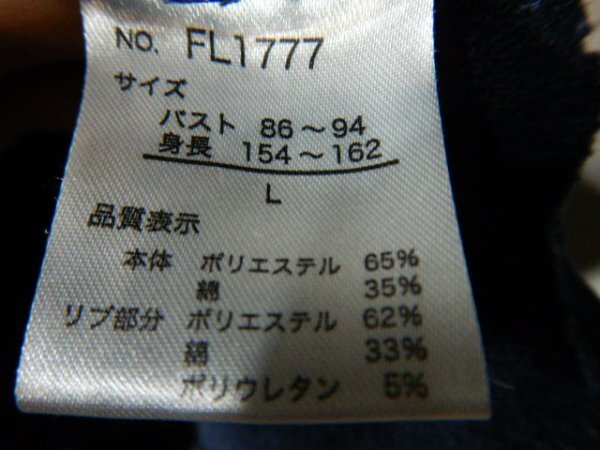 NO. FL1777
サイズ
バスト 86～94
身長 154～162
L
品質表示
本体 ポリエステル 65%
綿 35%
リブ部分 ポリエステル 62%
綿 33%
ポリウレタン 5%